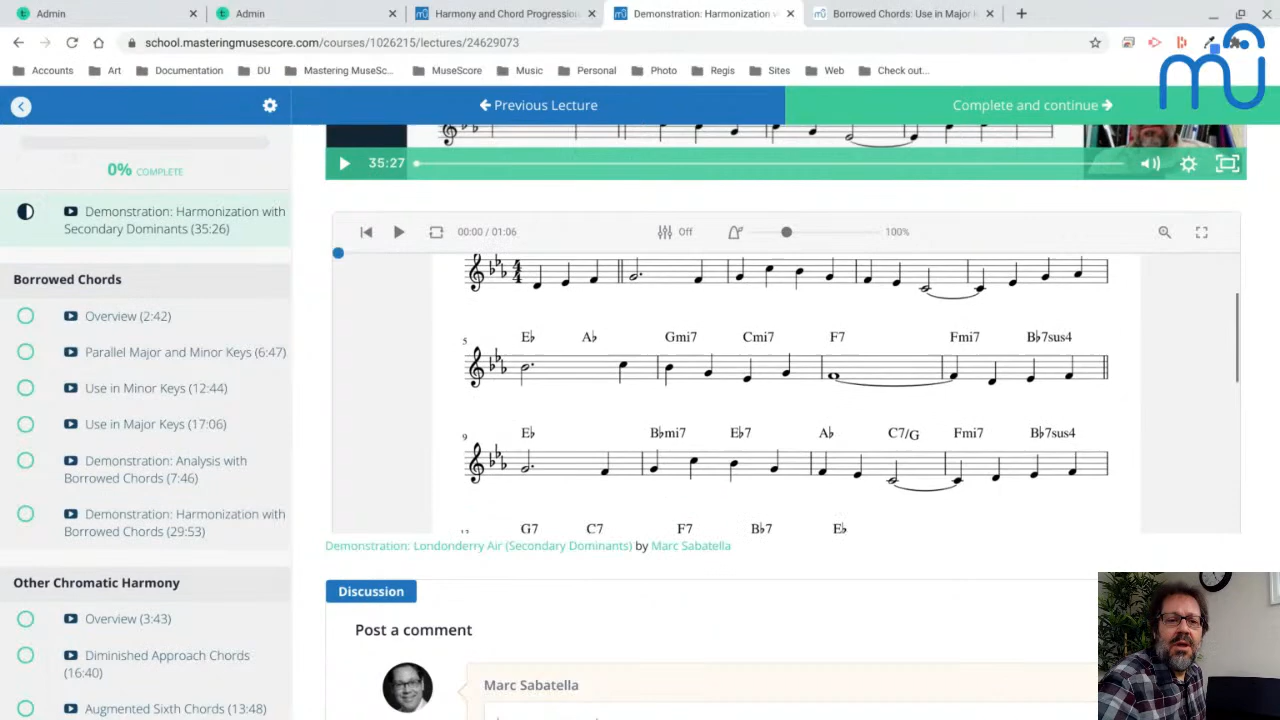 Admin
Admin
Harmony and Chord Progression
Demonstration: Harmonization w
Borrowed Chords: Use in Major K
school.masteringmusescore.com/courses/1026215/lectures/24629073
Accounts
Art
Documentation
DU
Mastering MuseSc...
MuseScore
Music
Personal
Photo
Regis
Sites
Web
Check out...
Previous Lecture
Complete and continue
0% COMPLETE
Demonstration: Harmonization with
Secondary Dominants (35:26)
Borrowed Chords
Overview (2:42)
Parallel Major and Minor Keys (6:47)
Use in Minor Keys (12:44)
Use in Major Keys (17:06)
Demonstration: Analysis with
Borrowed Chords (7:46)
Demonstration: Harmonization with
Borrowed Chords (29:53)
Other Chromatic Harmony
Overview (3:43)
Diminished Approach Chords
(16:40)
Augmented Sixth Chords (13:48)
35:27
00:00 / 01:06
Off
100%
4
4
5
E♭ A♭ Gmi7 Cmi7 F7 Fmi7 B♭7sus4
9
E♭ B♭mi7 E♭7 A♭ C7/G Fmi7 B♭7sus4
G7 C7 F7 B♭7 E♭
Demonstration: Londonderry Air (Secondary Dominants) by Marc Sabatella
Discussion
Post a comment
Marc Sabatella